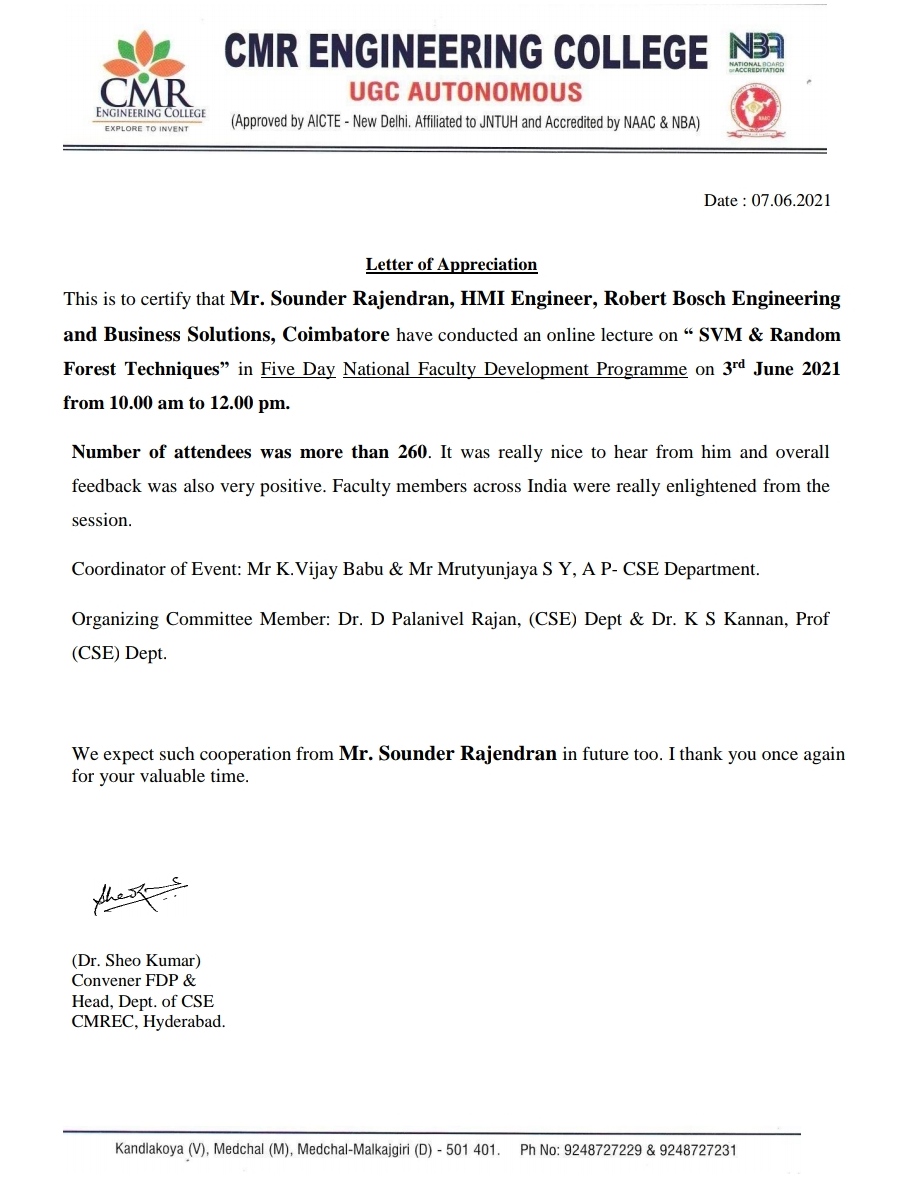 CMR
ENGINEERING COLLEGE
EXPLORE TO INVENT
CMR ENGINEERING COLLEGE
UGC AUTONOMOUS
(Approved by AICTE - New Delhi. Affiliated to JNTUH and Accredited by NAAC & NBA)
NBA
NATIONAL BOARD
OF ACCREDITATION
NAAC
Date : 07.06.2021
Letter of Appreciation
This is to certify that Mr. Sounder Rajendran, HMI Engineer, Robert Bosch Engineering
and Business Solutions, Coimbatore have conducted an online lecture on “ SVM & Random
Forest Techniques” in Five Day National Faculty Development Programme on 3rd June 2021
from 10.00 am to 12.00 pm.
Number of attendees was more than 260. It was really nice to hear from him and overall
feedback was also very positive. Faculty members across India were really enlightened from the
session.
Coordinator of Event: Mr K.Vijay Babu & Mr Mrutyunjaya S Y, A P- CSE Department.
Organizing Committee Member: Dr. D Palanivel Rajan, (CSE) Dept & Dr. K S Kannan, Prof
(CSE) Dept.
We expect such cooperation from Mr. Sounder Rajendran in future too. I thank you once again
for your valuable time.
(Dr. Sheo Kumar)
Convener FDP &
Head, Dept. of CSE
CMREC, Hyderabad.
Kandlakoya (V), Medchal (M), Medchal-Malkajgiri (D) - 501 401. Ph No: 9248727229 & 9248727231